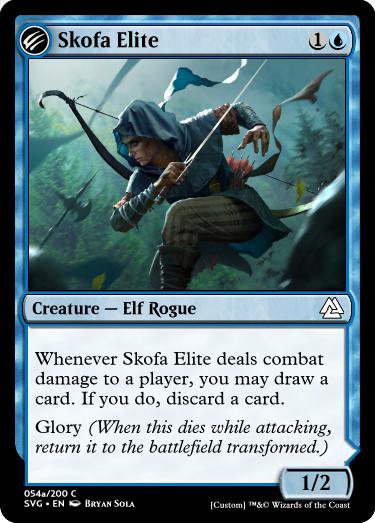 Skofa Elite 1
Creature — Elf Rogue
Whenever Skofa Elite deals combat
damage to a player, you may draw a
card. If you do, discard a card.
Glory (When this dies while attacking,
return it to the battlefield transformed.)
1/2
054a/200 C
SVG • EN Bryan Sola
[Custom] ™&© Wizards of the Coast